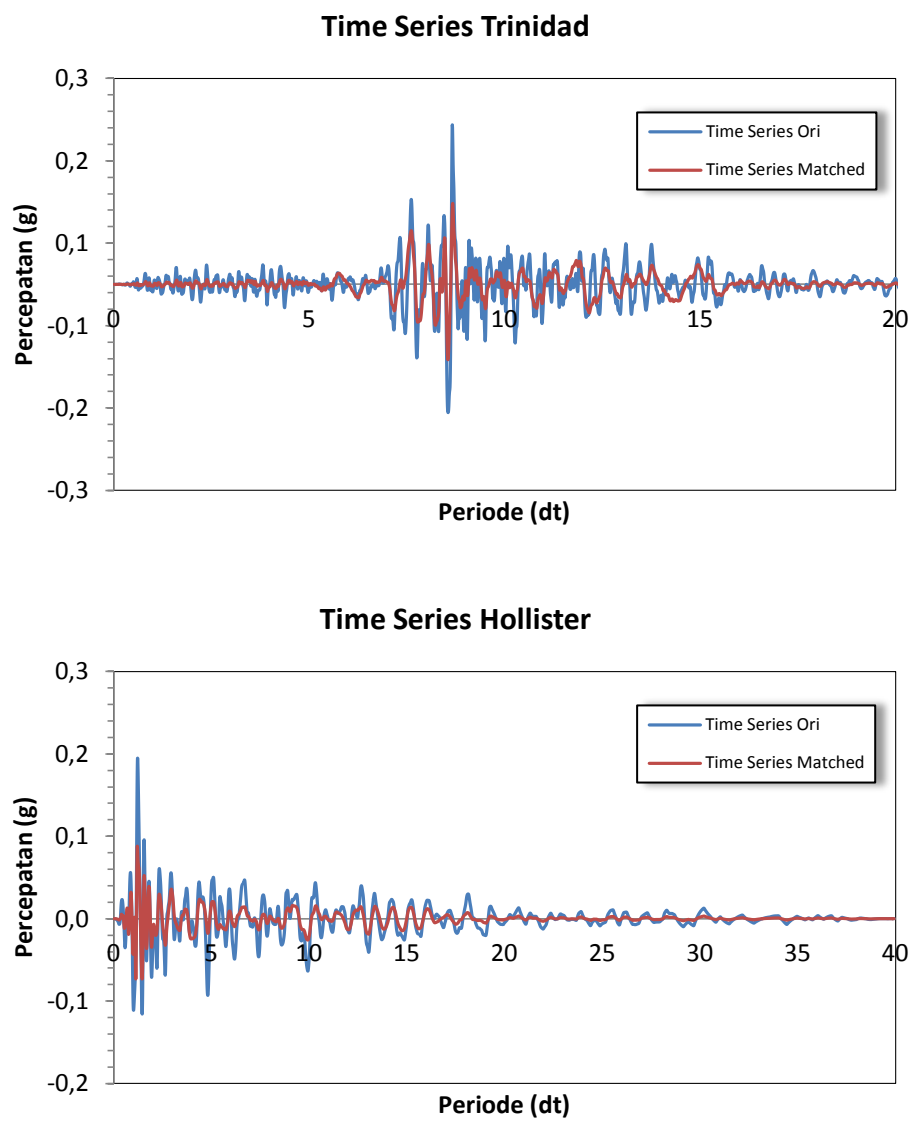 Time Series Trinidad
Percepatan (g)
0,3
0,2
0,1
-0,1
-0,2
-0,3
0 5 10 15 20
Time Series Ori
Time Series Matched
Periode (dt)
Time Series Hollister
Percepatan (g)
0,3
0,2
0,1
0,0
-0,1
-0,2
0 5 10 15 20 25 30 35 40
Time Series Ori
Time Series Matched
Periode (dt)